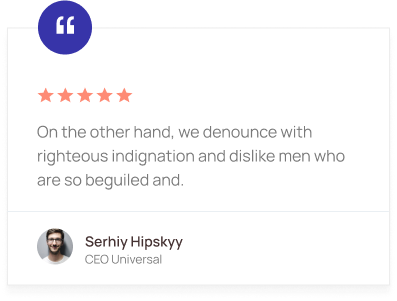 “
On the other hand, we denounce with
righteous indignation and dislike men who
are so beguiled and.
Serhiy Hipskyy
CEO Universal